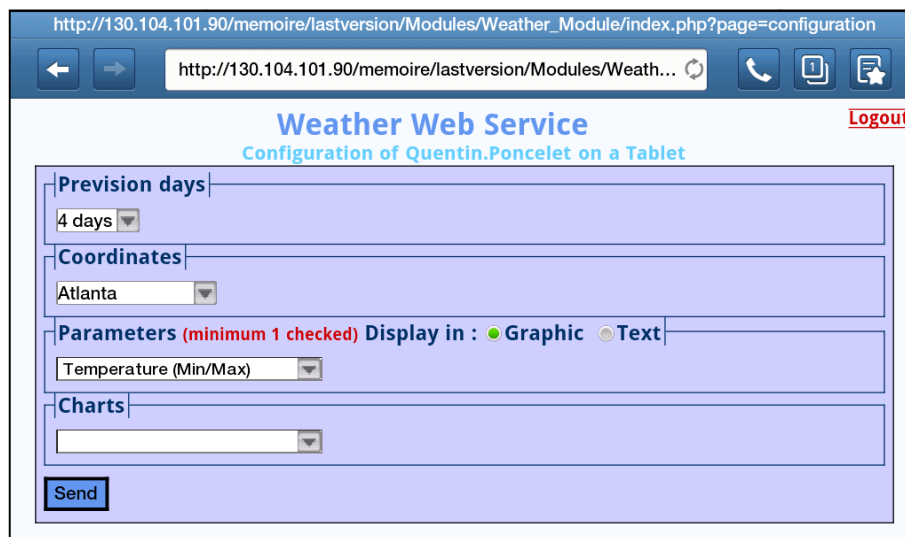 http://130.104.101.90/memoire/lastversion/Modules/Weather_Module/index.php?page=configuration
http://130.104.101.90/memoire/lastversion/Modules/Weath...
1
Weather Web Service
Logout
Configuration of Quentin.Poncelet on a Tablet
Prevision days
4 days
Coordinates
Atlanta
Parameters (minimum 1 checked) Display in : Graphic Text
Temperature (Min/Max)
Charts
Send